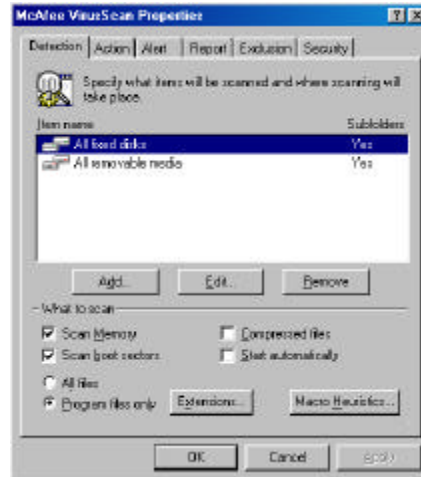 McAfee VirusScan Properties
Detection Action Alert Report Exclusion Security
Specify what items will be scanned and where scanning will
take place.
Item name Subfolders
All fixed disks Yes
All removable media Yes
Add... Edit... Remove
What to scan
Scan Memory Compressed files
Scan boot sectors Start automatically
All files
Program files only Extensions... Macro Heuristics...
OK Cancel Apply